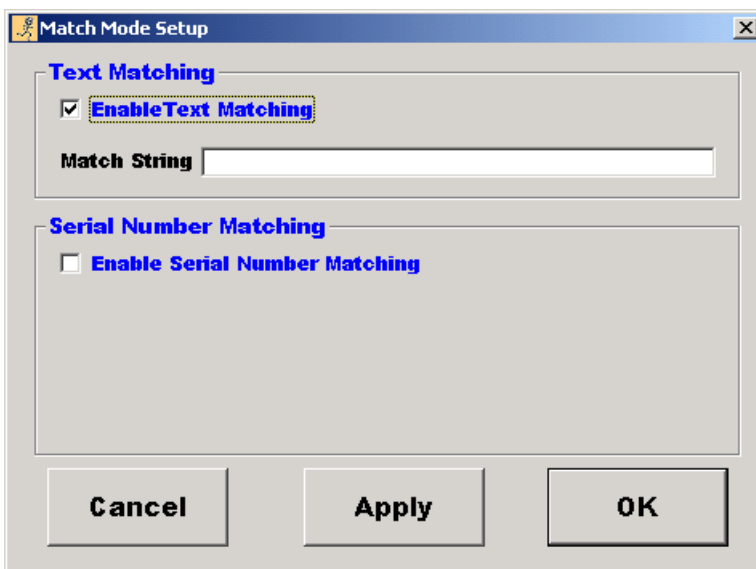 Match Mode Setup
Text Matching
EnableText Matching
Match String
Serial Number Matching
Enable Serial Number Matching
Cancel Apply OK